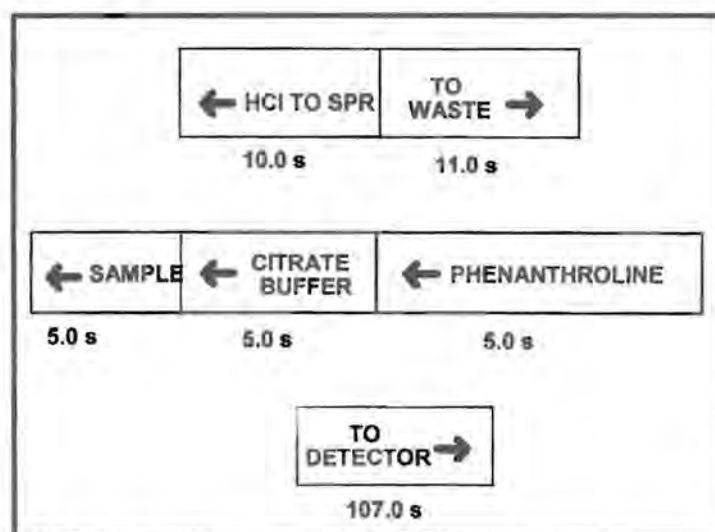 HCl TO SPR
TO
WASTE
10.0 s
11.0 s
SAMPLE
CITRATE
BUFFER
PHENANTHROLINE
5.0 s
5.0 s
5.0 s
TO
DETECTOR
107.0 s